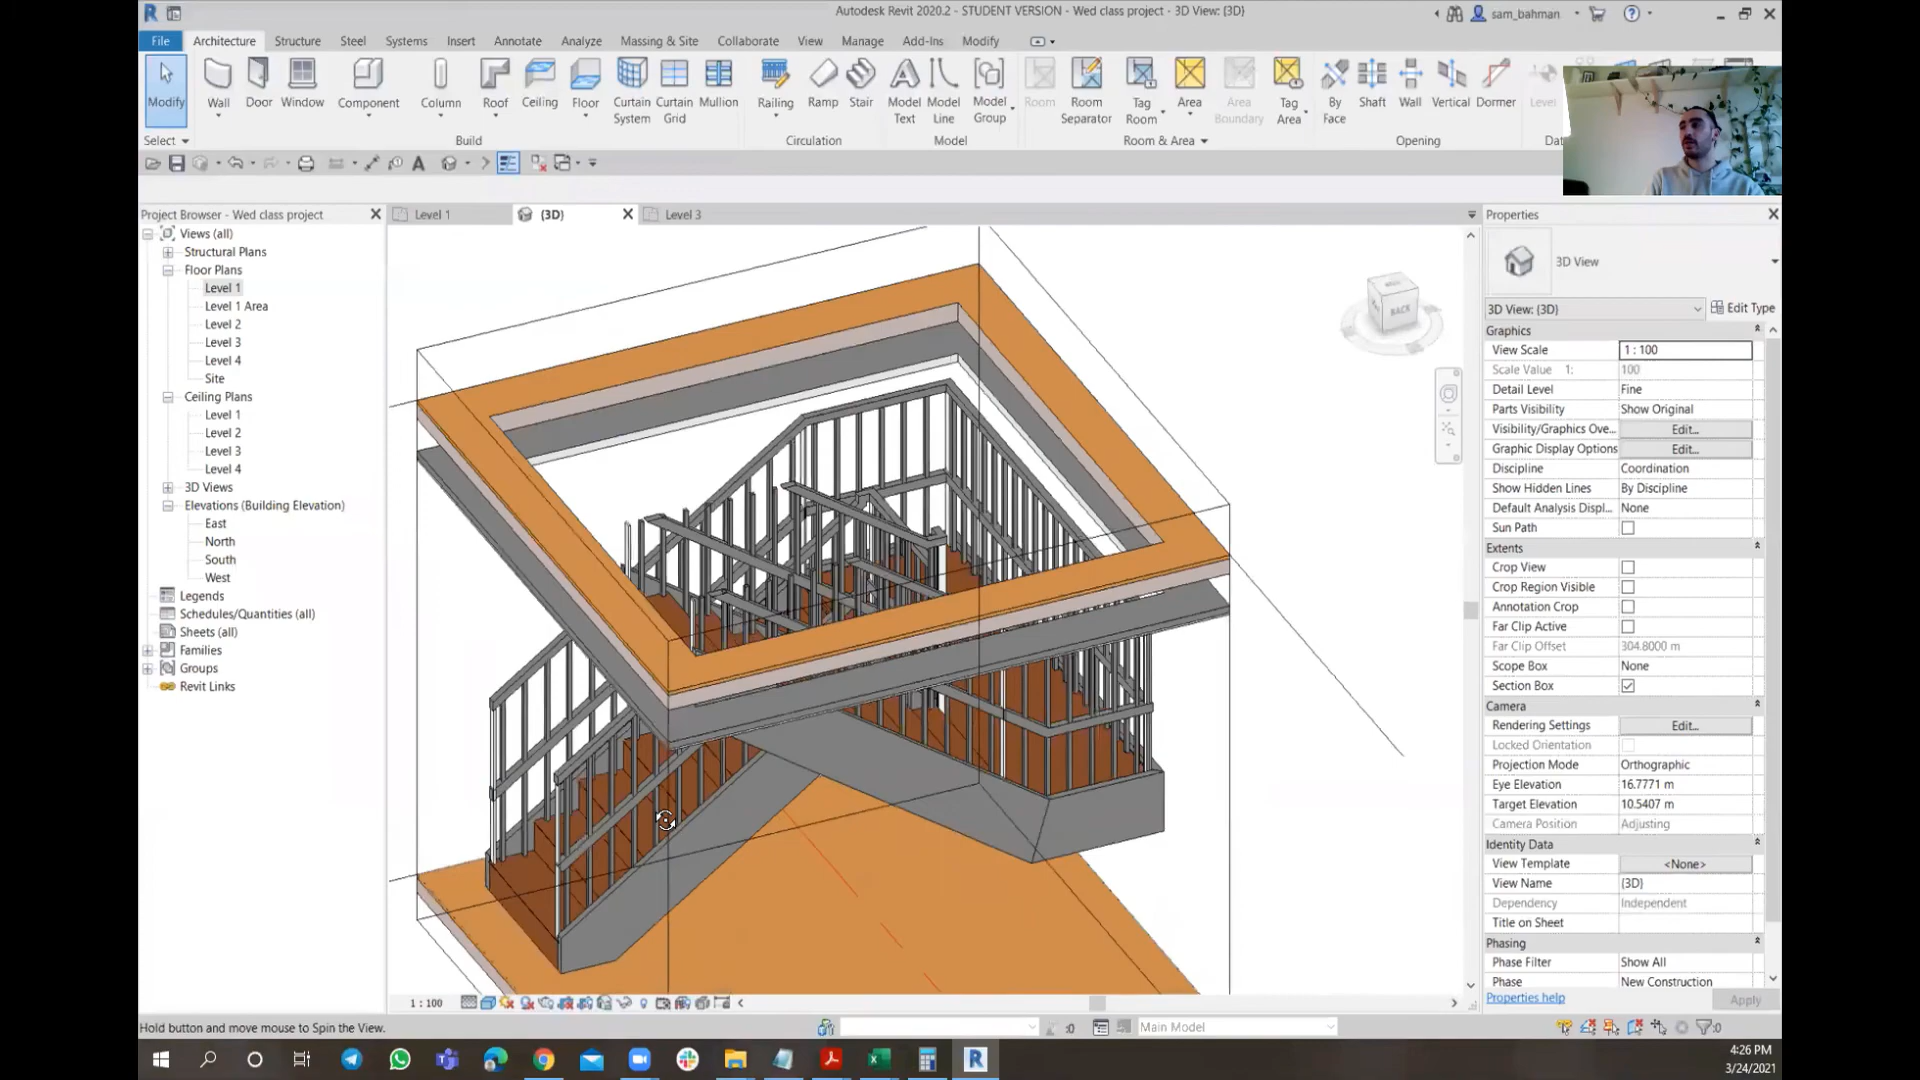 Autodesk Revit 2020.2 - STUDENT VERSION - Wed class project - 3D View: {3D}
sam_bahman
File
Architecture
Structure
Steel
Systems
Insert
Annotate
Analyze
Massing & Site
Collaborate
View
Manage
Add-Ins
Modify
Modify
Wall
Door
Window
Component
Column
Roof
Ceiling
Floor
Curtain System
Curtain Grid
Mullion
Railing
Ramp
Stair
Model Text
Model Line
Model Group
Room
Room Separator
Tag Room
Area
Area Boundary
Tag Area
By Face
Shaft
Wall
Vertical
Dormer
Level
Select
Build
Circulation
Model
Room & Area
Opening
Project Browser - Wed class project
Level 1
{3D}
Level 3
Properties
Views (all)
Structural Plans
Floor Plans
Level 1
Level 1 Area
Level 2
Level 3
Level 4
Site
Ceiling Plans
Level 1
Level 2
Level 3
Level 4
3D Views
Elevations (Building Elevation)
East
North
South
West
Legends
Schedules/Quantities (all)
Sheets (all)
Families
Groups
Revit Links
BACK
3D View
3D View: {3D}
Edit Type
Graphics
View Scale 1 : 100
Scale Value 1: 100
Detail Level Fine
Parts Visibility Show Original
Visibility/Graphics Ove... Edit...
Graphic Display Options Edit...
Discipline Coordination
Show Hidden Lines By Discipline
Default Analysis Displ... None
Sun Path
Extents
Crop View
Crop Region Visible
Annotation Crop
Far Clip Active
Far Clip Offset 304.8000 m
Scope Box None
Section Box
Camera
Rendering Settings Edit...
Locked Orientation
Projection Mode Orthographic
Eye Elevation 16.7771 m
Target Elevation 10.5407 m
Camera Position Adjusting
Identity Data
View Template <None>
View Name {3D}
Dependency Independent
Title on Sheet
Phasing
Phase Filter Show All
Phase New Construction
Properties help
Apply
1 : 100
Hold button and move mouse to Spin the View.
:0
Main Model
:0
4:26 PM
3/24/2021